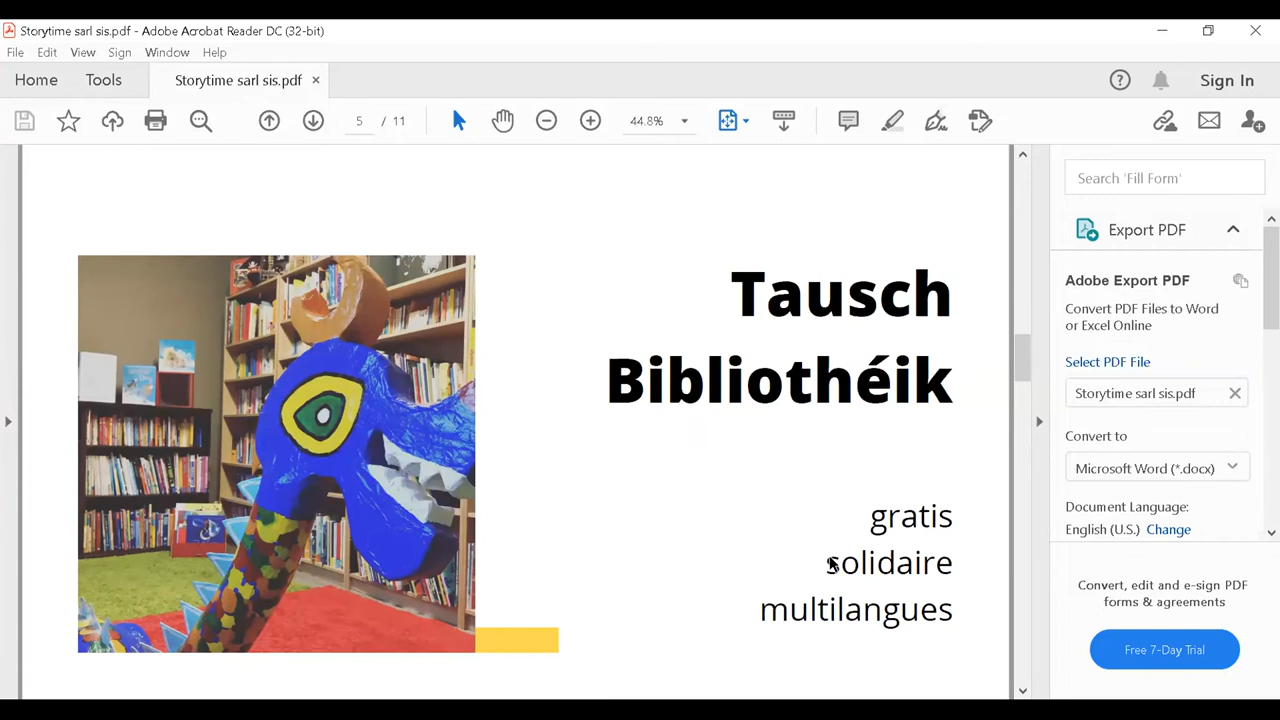 Storytime sarl sis.pdf - Adobe Acrobat Reader DC (32-bit)
File Edit View Sign Window Help
Home Tools Storytime sarl sis.pdf × Sign In
5 / 11 44.8%
Search 'Fill Form'
Export PDF
Adobe Export PDF
Convert PDF Files to Word
or Excel Online
Select PDF File
Storytime sarl sis.pdf
Convert to
Microsoft Word (*.docx)
Document Language:
English (U.S.) Change
Convert, edit and e-sign PDF
forms & agreements
Free 7-Day Trial
Tausch
Bibliothéik
gratis
solidaire
multilangues